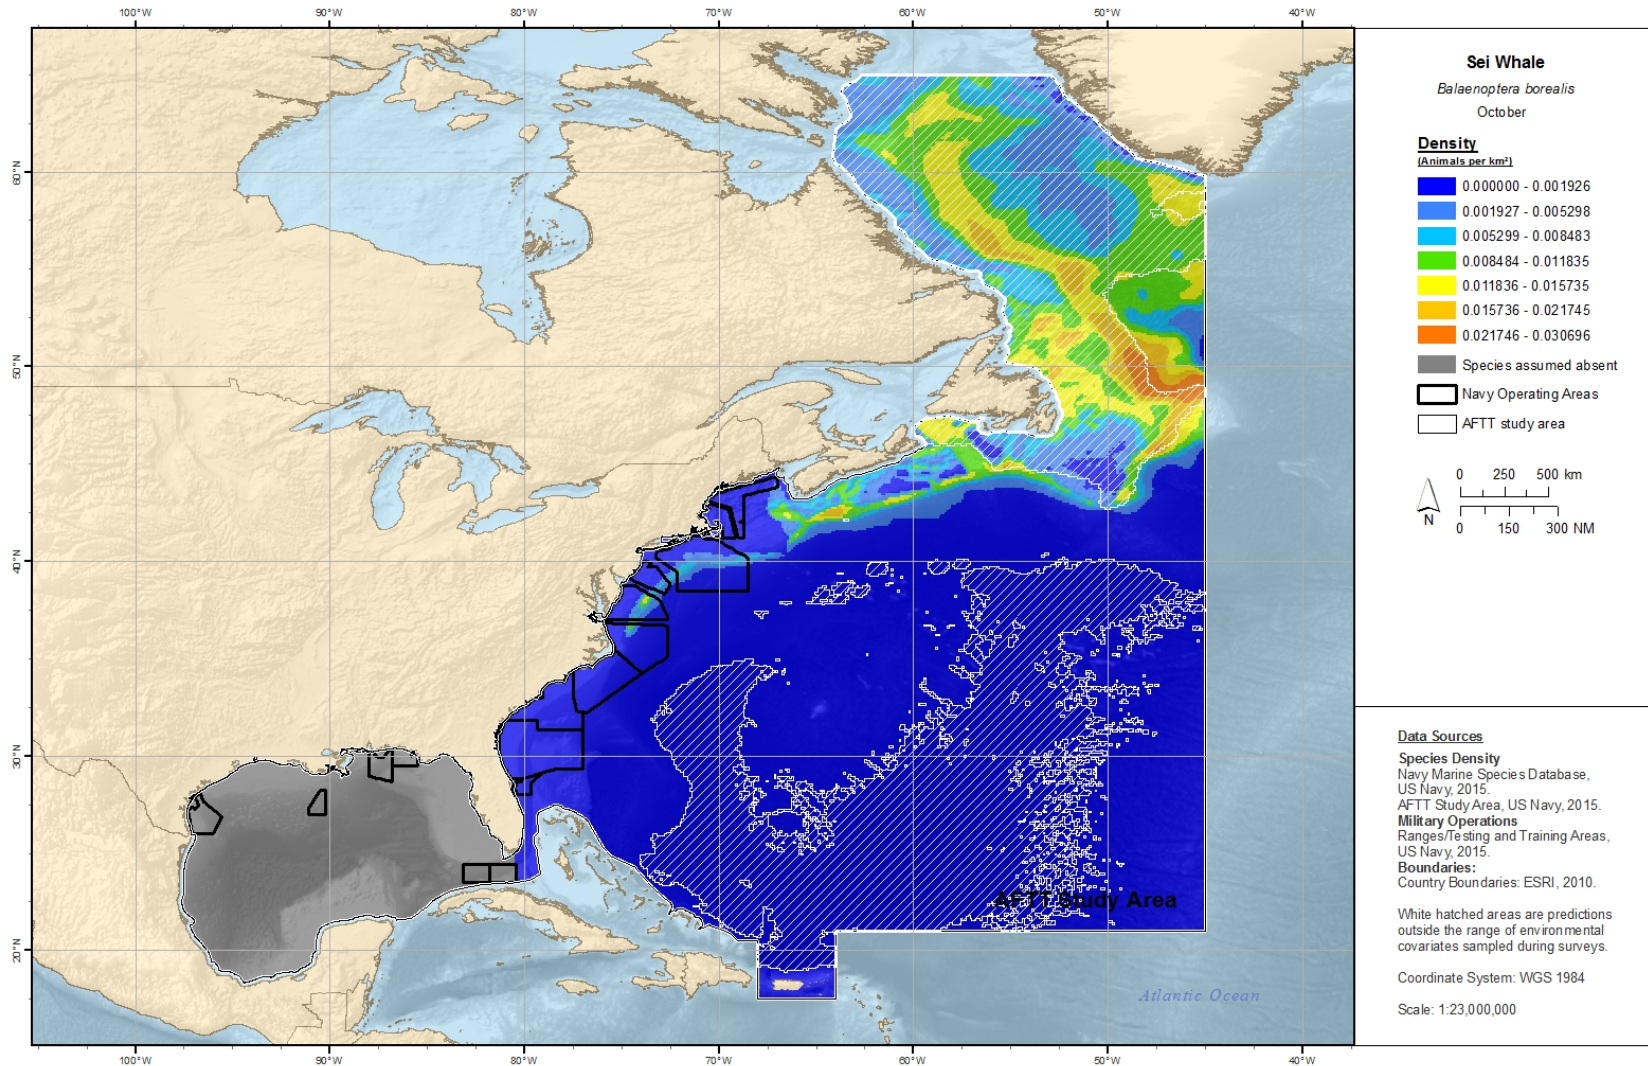 100°W 90°W 80°W 70°W 60°W 50°W 40°W
60°N
50°N
40°N
30°N
20°N
AFTT Study Area
Atlantic Ocean
100°W 90°W 80°W 70°W 60°W 50°W 40°W
Sei Whale
Balaenoptera borealis
October
Density
(Animals per km²)
0.000000 - 0.001926
0.001927 - 0.005298
0.005299 - 0.008483
0.008484 - 0.011835
0.011836 - 0.015735
0.015736 - 0.021745
0.021746 - 0.030696
Species assumed absent
Navy Operating Areas
AFTT study area
0 250 500 km
0 150 300 NM
N
Data Sources
Species Density
Navy Marine Species Database,
US Navy, 2015.
AFTT Study Area, US Navy, 2015.
Military Operations
Ranges/Testing and Training Areas,
US Navy, 2015.
Boundaries:
Country Boundaries: ESRI, 2010.
White hatched areas are predictions
outside the range of environmental
covariates sampled during surveys.
Coordinate System: WGS 1984
Scale: 1:23,000,000